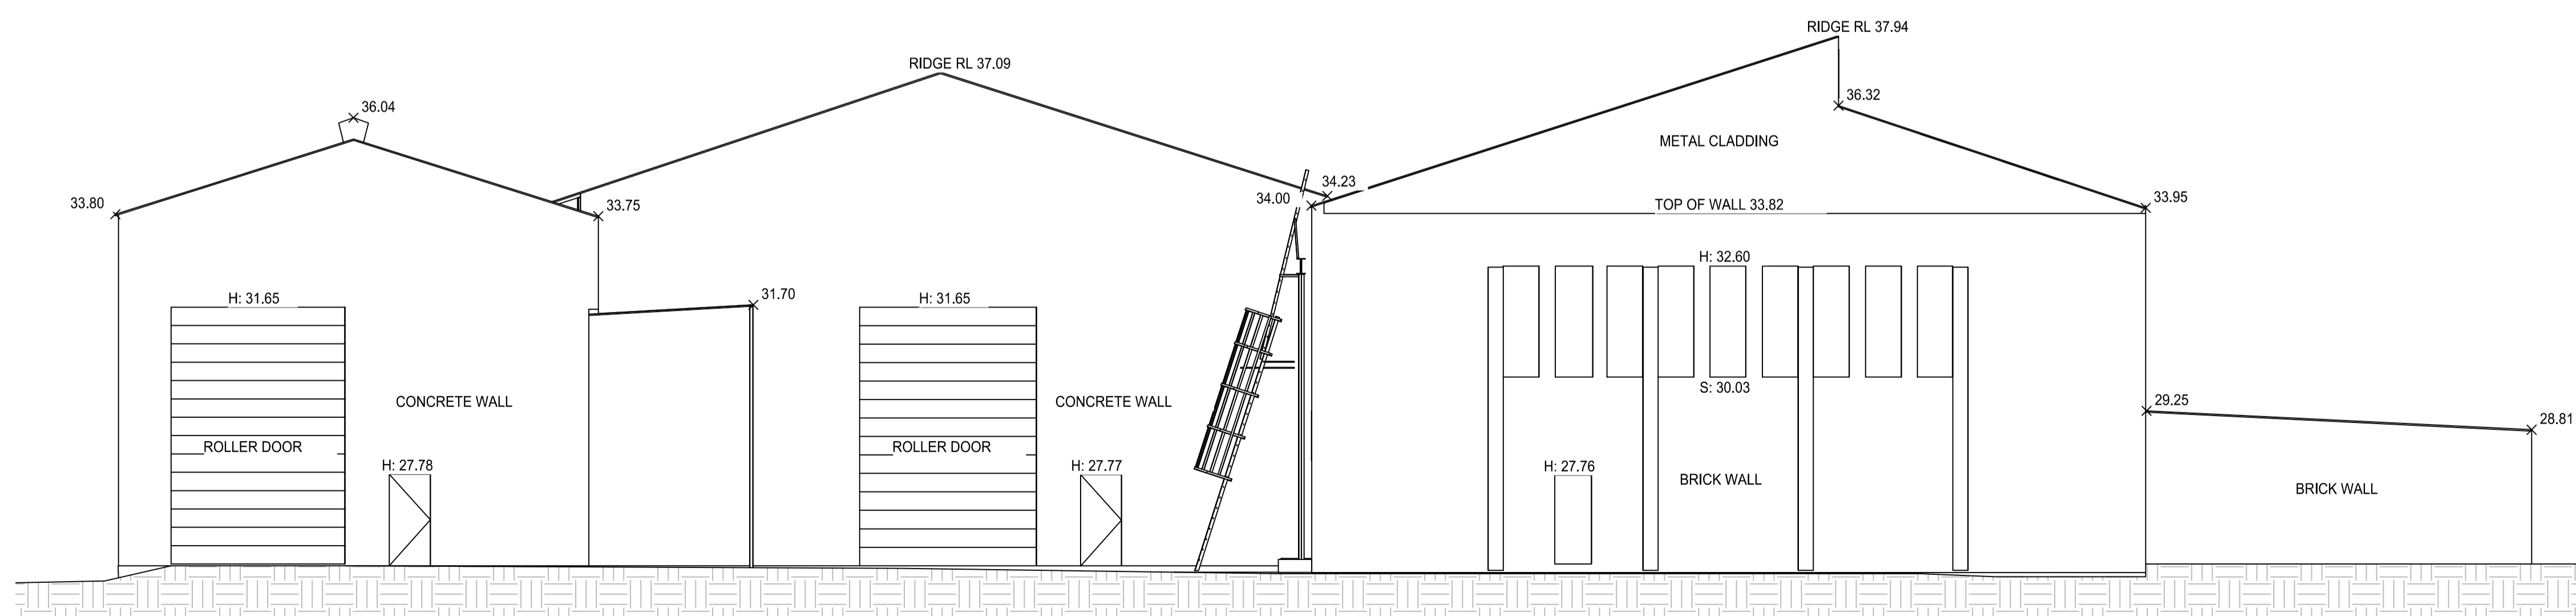 RIDGE RL 37.94
RIDGE RL 37.09
36.32
36.04
METAL CLADDING
34.23
33.80
34.00
33.75
TOP OF WALL 33.82
33.95
H: 32.60
31.70
H: 31.65
H: 31.65
S: 30.03
29.25
CONCRETE WALL
CONCRETE WALL
28.81
ROLLER DOOR
ROLLER DOOR
H: 27.78
H: 27.77
H: 27.76
BRICK WALL
BRICK WALL